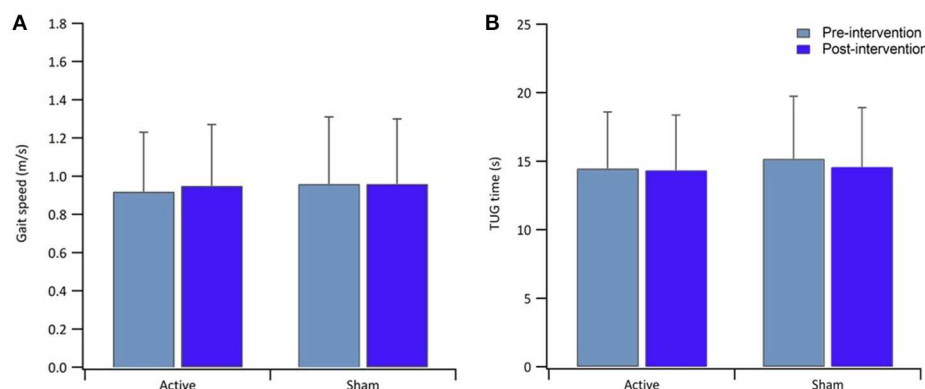 A
Gait speed (m/s)
1.8
1.6
1.4
1.2
1.0
0.8
0.6
0.4
0.2
0.0
Active Sham
B
TUG time (s)
25
20
15
10
5
0
Active Sham
Pre-intervention
Post-intervention